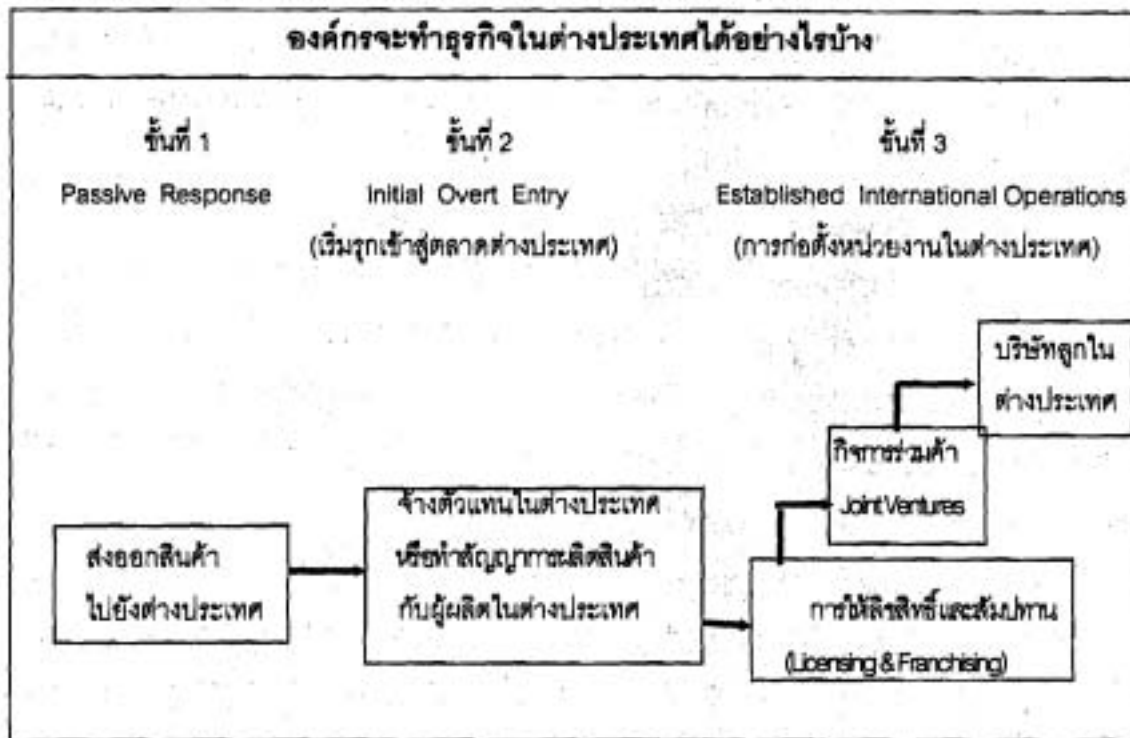 องค์กรจะทำธุรกิจในต่างประเทศได้อย่างไรบ้าง
ขั้นที่ 1
ขั้นที่ 2
ขั้นที่ 3
Passive Response
Initial Overt Entry
Established International Operations
(เริ่มรุกเข้าสู่ตลาดต่างประเทศ)
(การก่อตั้งหน่วยงานในต่างประเทศ)
ส่งออกสินค้า
ไปยังต่างประเทศ
จ้างตัวแทนในต่างประเทศ
หรือทำสัญญาการผลิตสินค้า
กับผู้ผลิตในต่างประเทศ
การให้ลิขสิทธิ์และสัมปทาน
(Licensing & Franchising)
กิจการร่วมค้า
Joint Ventures
บริษัทลูกใน
ต่างประเทศ